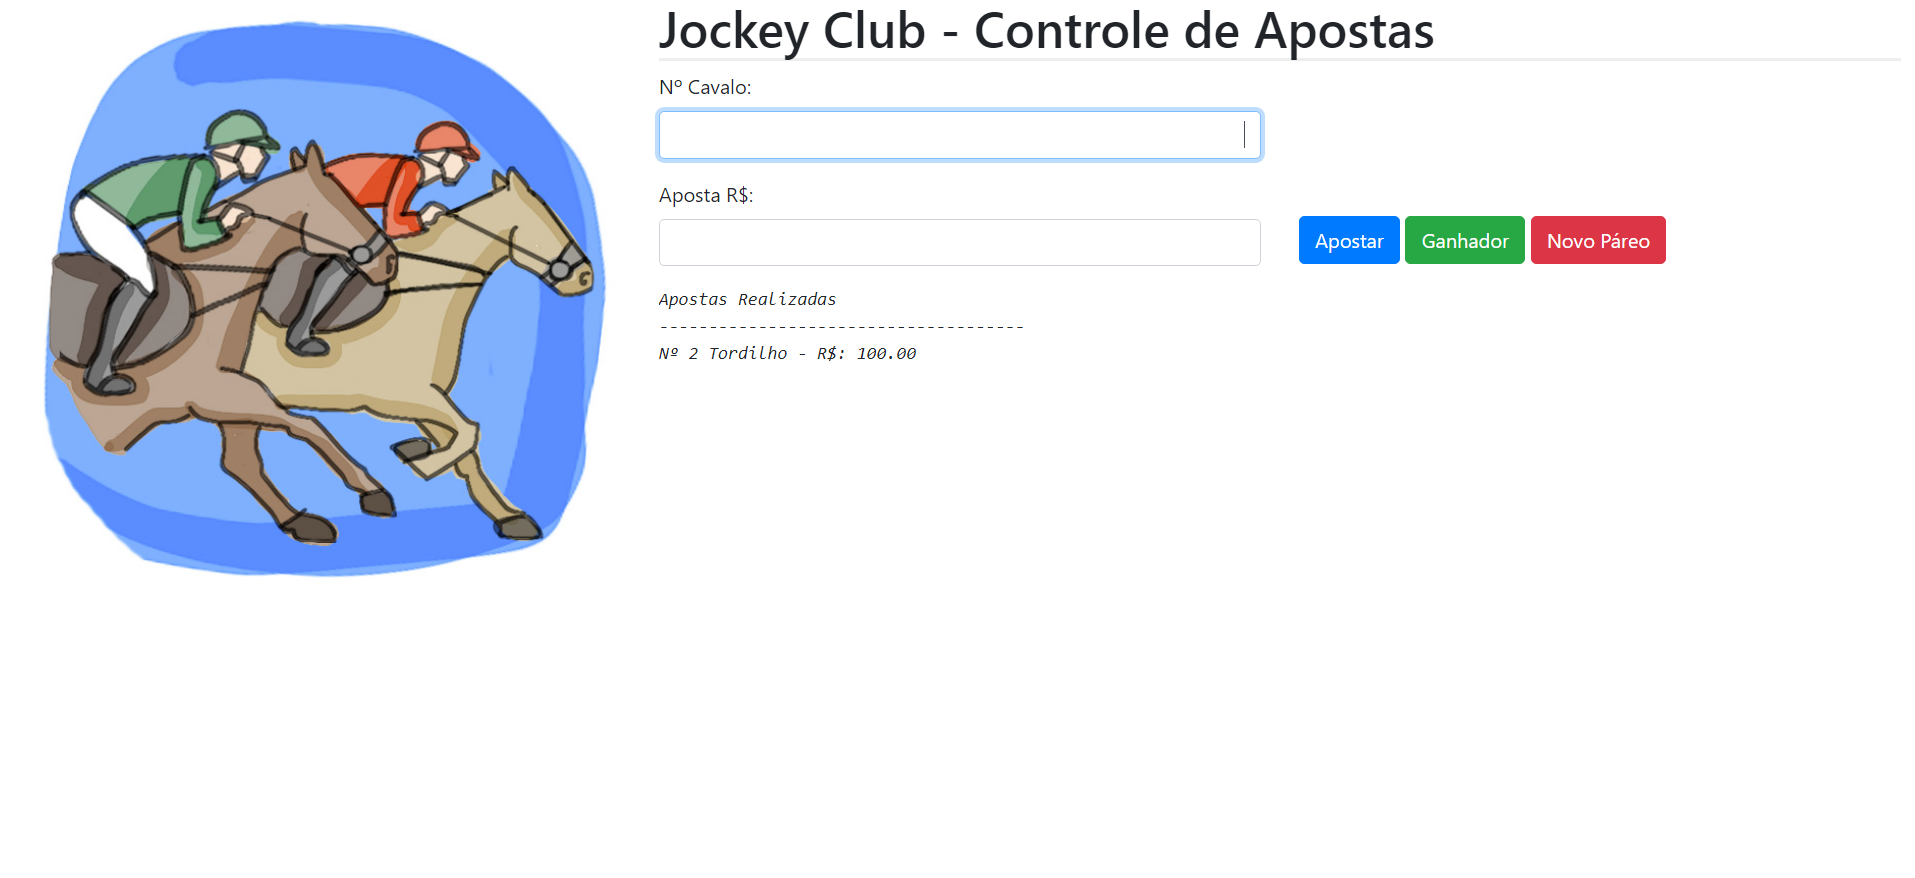 Jockey Club - Controle de Apostas
Nº Cavalo:
Aposta R$:
Apostar Ganhador Novo Páreo
Apostas Realizadas
-------------------------------------
Nº 2 Tordilho - R$: 100.00